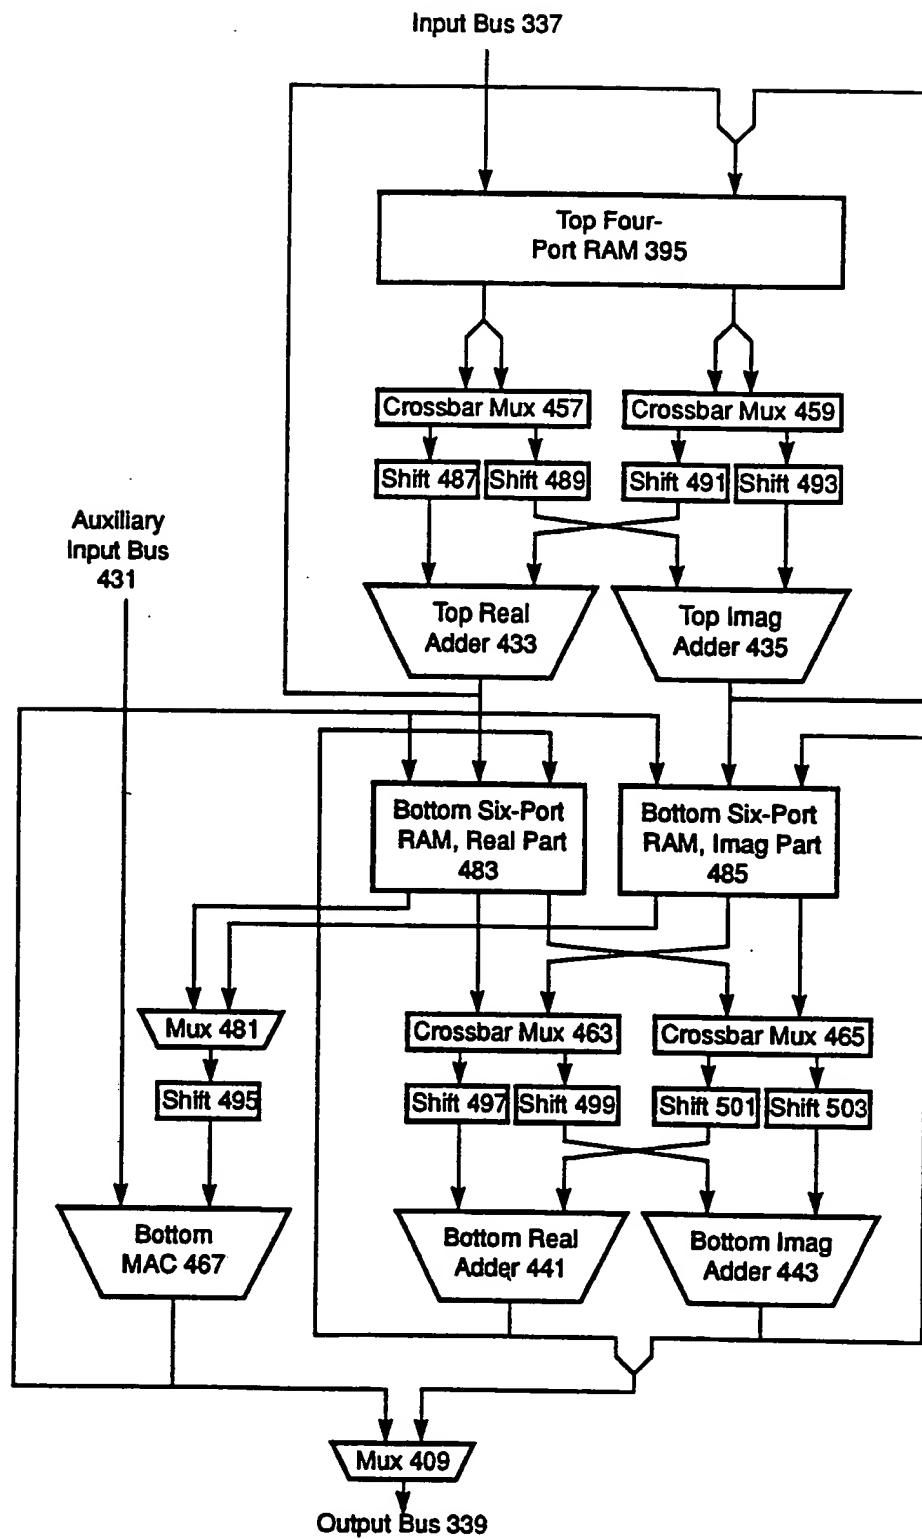 Input Bus 337
Top Four-
Port RAM 395
Crossbar Mux 457
Crossbar Mux 459
Shift 487
Shift 489
Shift 491
Shift 493
Auxiliary
Input Bus
431
Top Real
Adder 433
Top Imag
Adder 435
Bottom Six-Port
RAM, Real Part
483
Bottom Six-Port
RAM, Imag Part
485
Mux 481
Crossbar Mux 463
Crossbar Mux 465
Shift 495
Shift 497
Shift 499
Shift 501
Shift 503
Bottom
MAC 467
Bottom Real
Adder 441
Bottom Imag
Adder 443
Mux 409
Output Bus 339